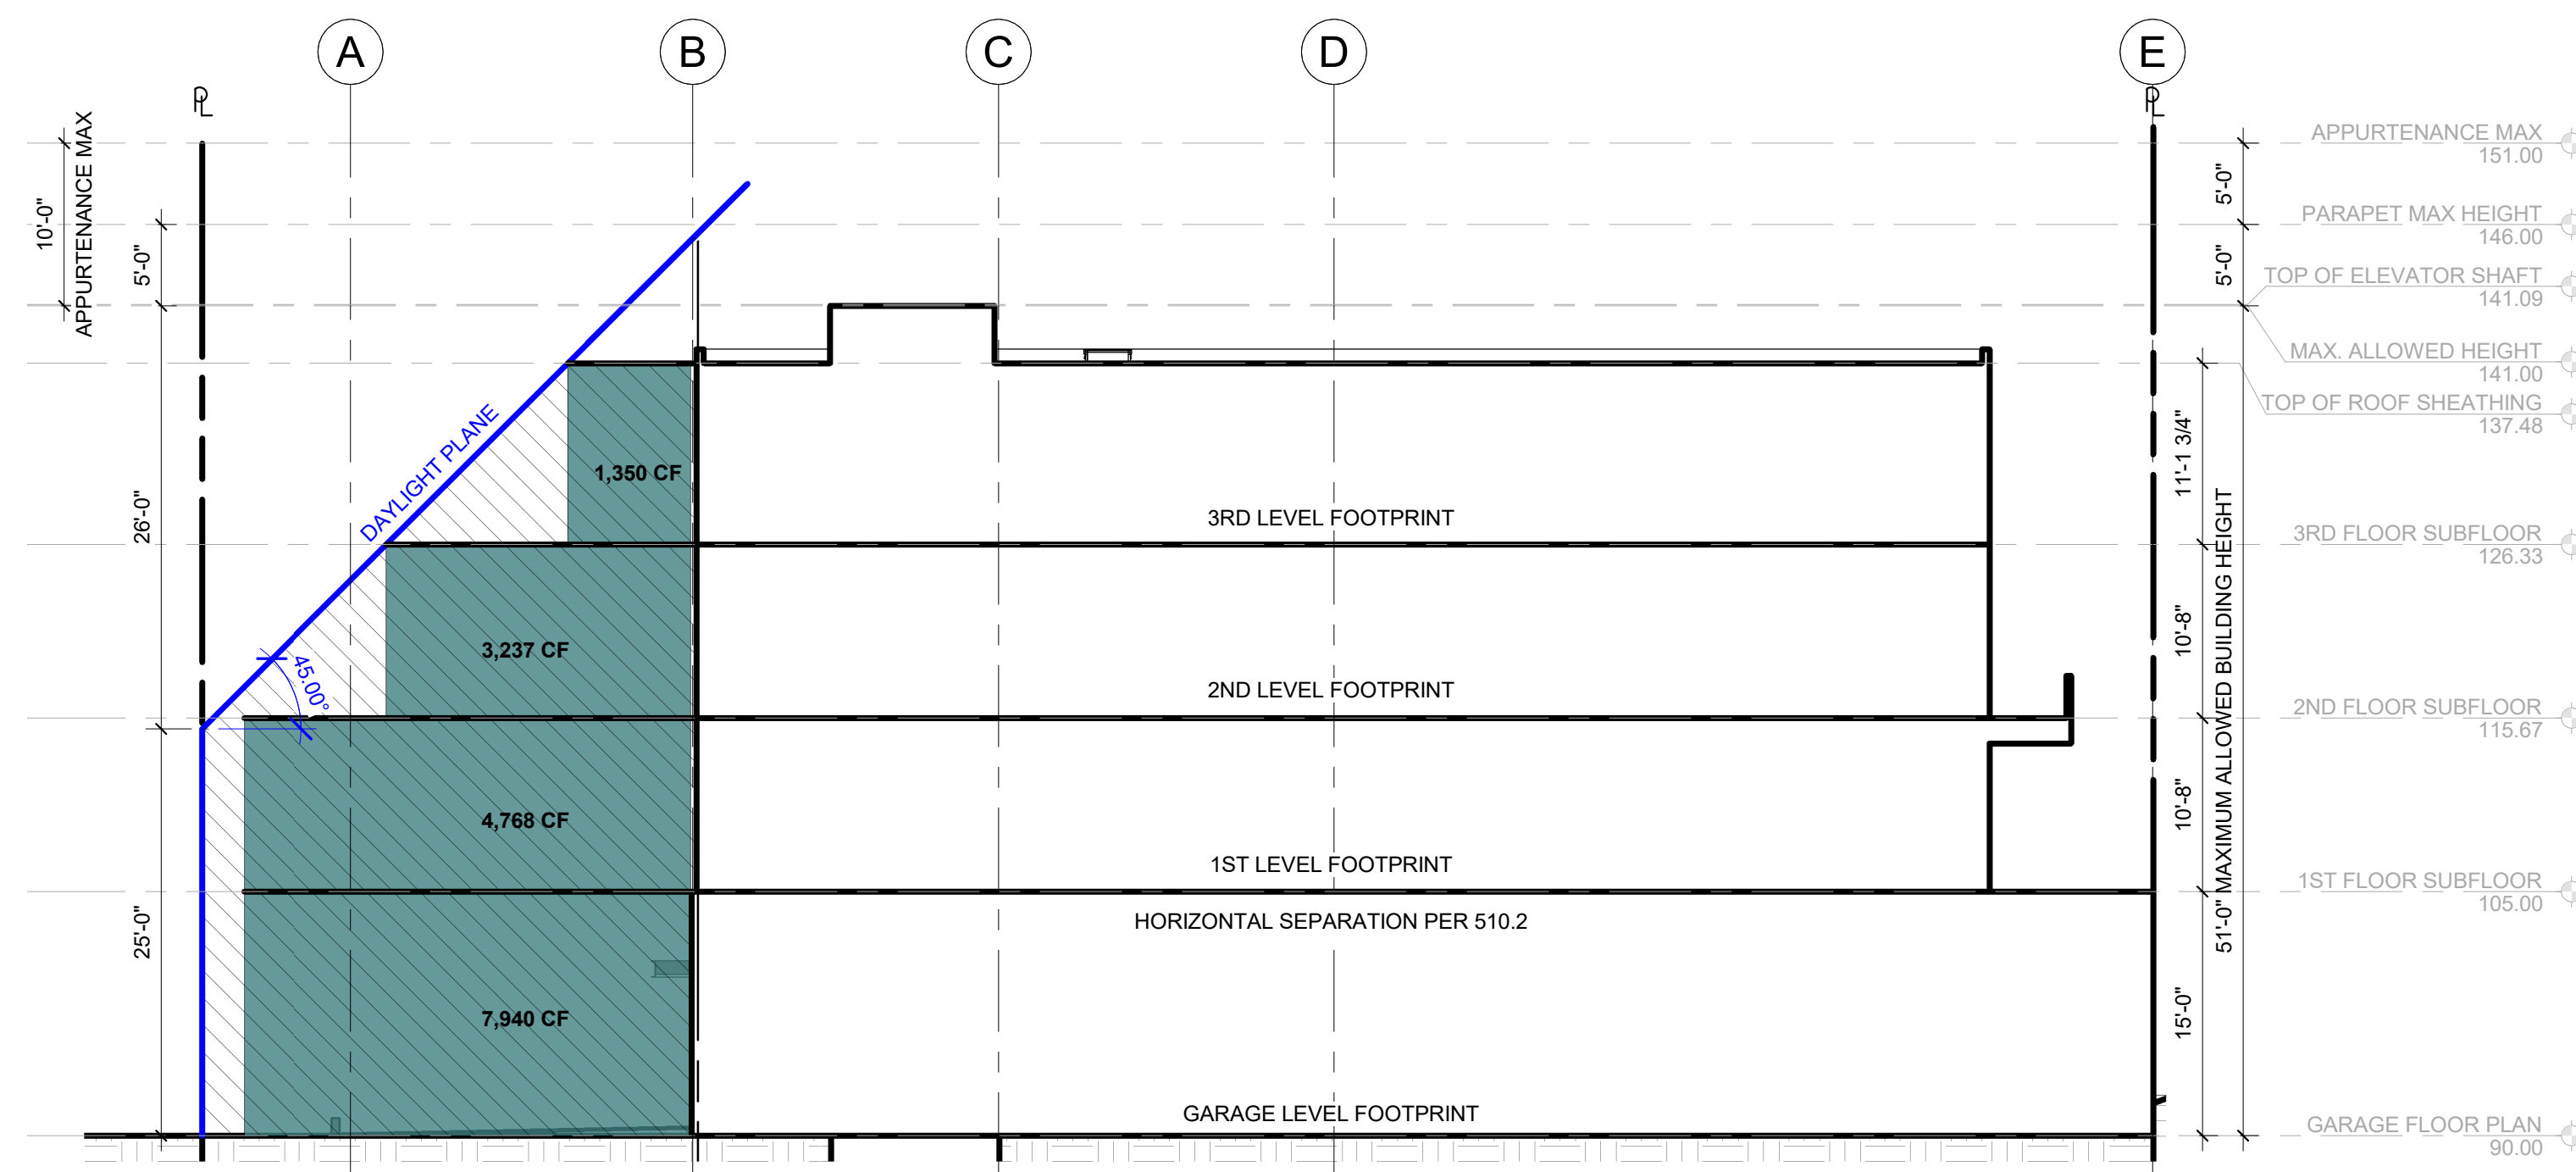 A
B
C
D
E
PL
PL
10'-0"
APPURTENANCE MAX
5'-0"
26'-0"
25'-0"
DAYLIGHT PLANE
45.00°
1,350 CF
3,237 CF
4,768 CF
7,940 CF
3RD LEVEL FOOTPRINT
2ND LEVEL FOOTPRINT
1ST LEVEL FOOTPRINT
HORIZONTAL SEPARATION PER 510.2
GARAGE LEVEL FOOTPRINT
11'-1 3/4"
10'-8"
10'-8"
15'-0"
5'-0"
5'-0"
51'-0" MAXIMUM ALLOWED BUILDING HEIGHT
APPURTENANCE MAX
151.00
PARAPET MAX HEIGHT
146.00
TOP OF ELEVATOR SHAFT
141.09
MAX. ALLOWED HEIGHT
141.00
TOP OF ROOF SHEATHING
137.48
3RD FLOOR SUBFLOOR
126.33
2ND FLOOR SUBFLOOR
115.67
1ST FLOOR SUBFLOOR
105.00
GARAGE FLOOR PLAN
90.00